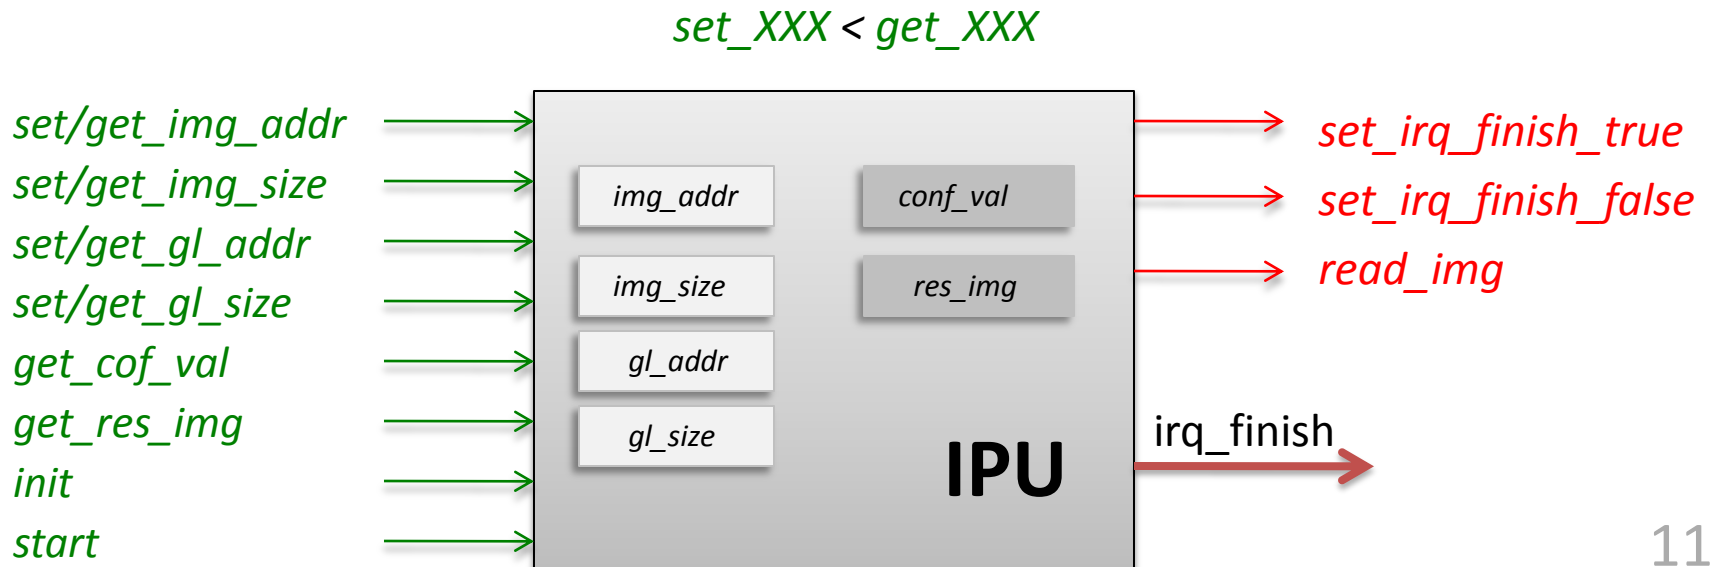 set_XXX < get_XXX
set/get_img_addr
set/get_img_size
set/get_gl_addr
set/get_gl_size
get_cof_val
get_res_img
init
start
img_addr
img_size
gl_addr
gl_size
conf_val
res_img
IPU
set_irq_finish_true
set_irq_finish_false
read_img
irq_finish
11